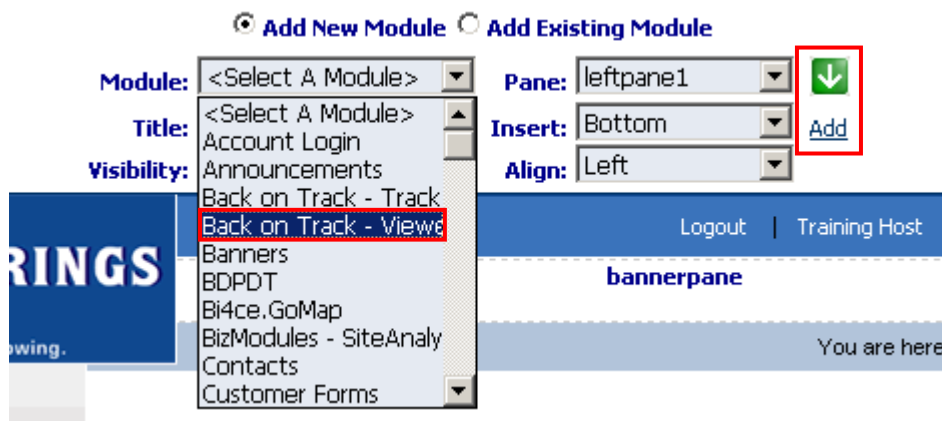 Add New Module Add Existing Module
Module: <Select A Module> Pane: leftpane1
<Select A Module>
Title: Insert: Bottom Add
Account Login
Visibility: Announcements Align: Left
Back on Track - Track
Back on Track - Viewe
Logout | Training Host
RINGS
Banners
bannerpane
BDPDT
Bi4ce.GoMap
BizModules - SiteAnaly
owing. You are here
Contacts
Customer Forms